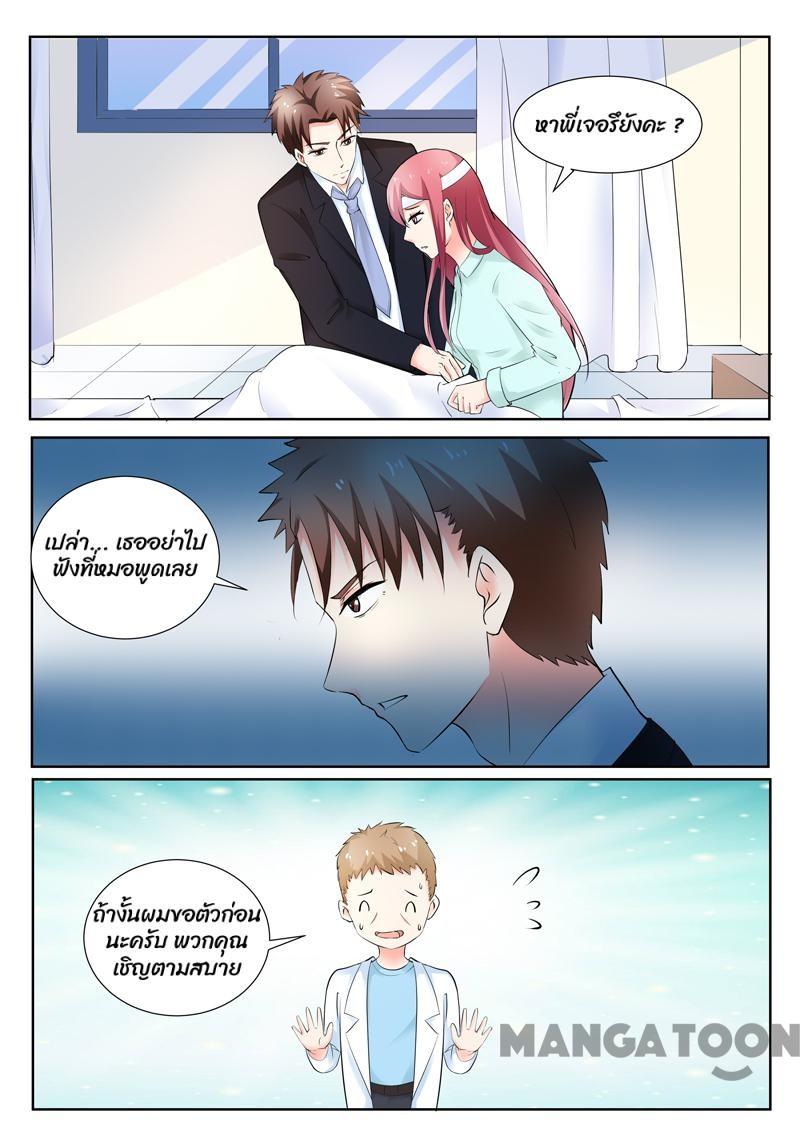 หาพี่เจอรึยังคะ ?
เปล่า... เธออย่าไป
ฟังที่หมอพูดเลย
ถ้างั้นผมขอตัวก่อน
นะครับ พวกคุณ
เชิญตามสบาย
MANGATOON